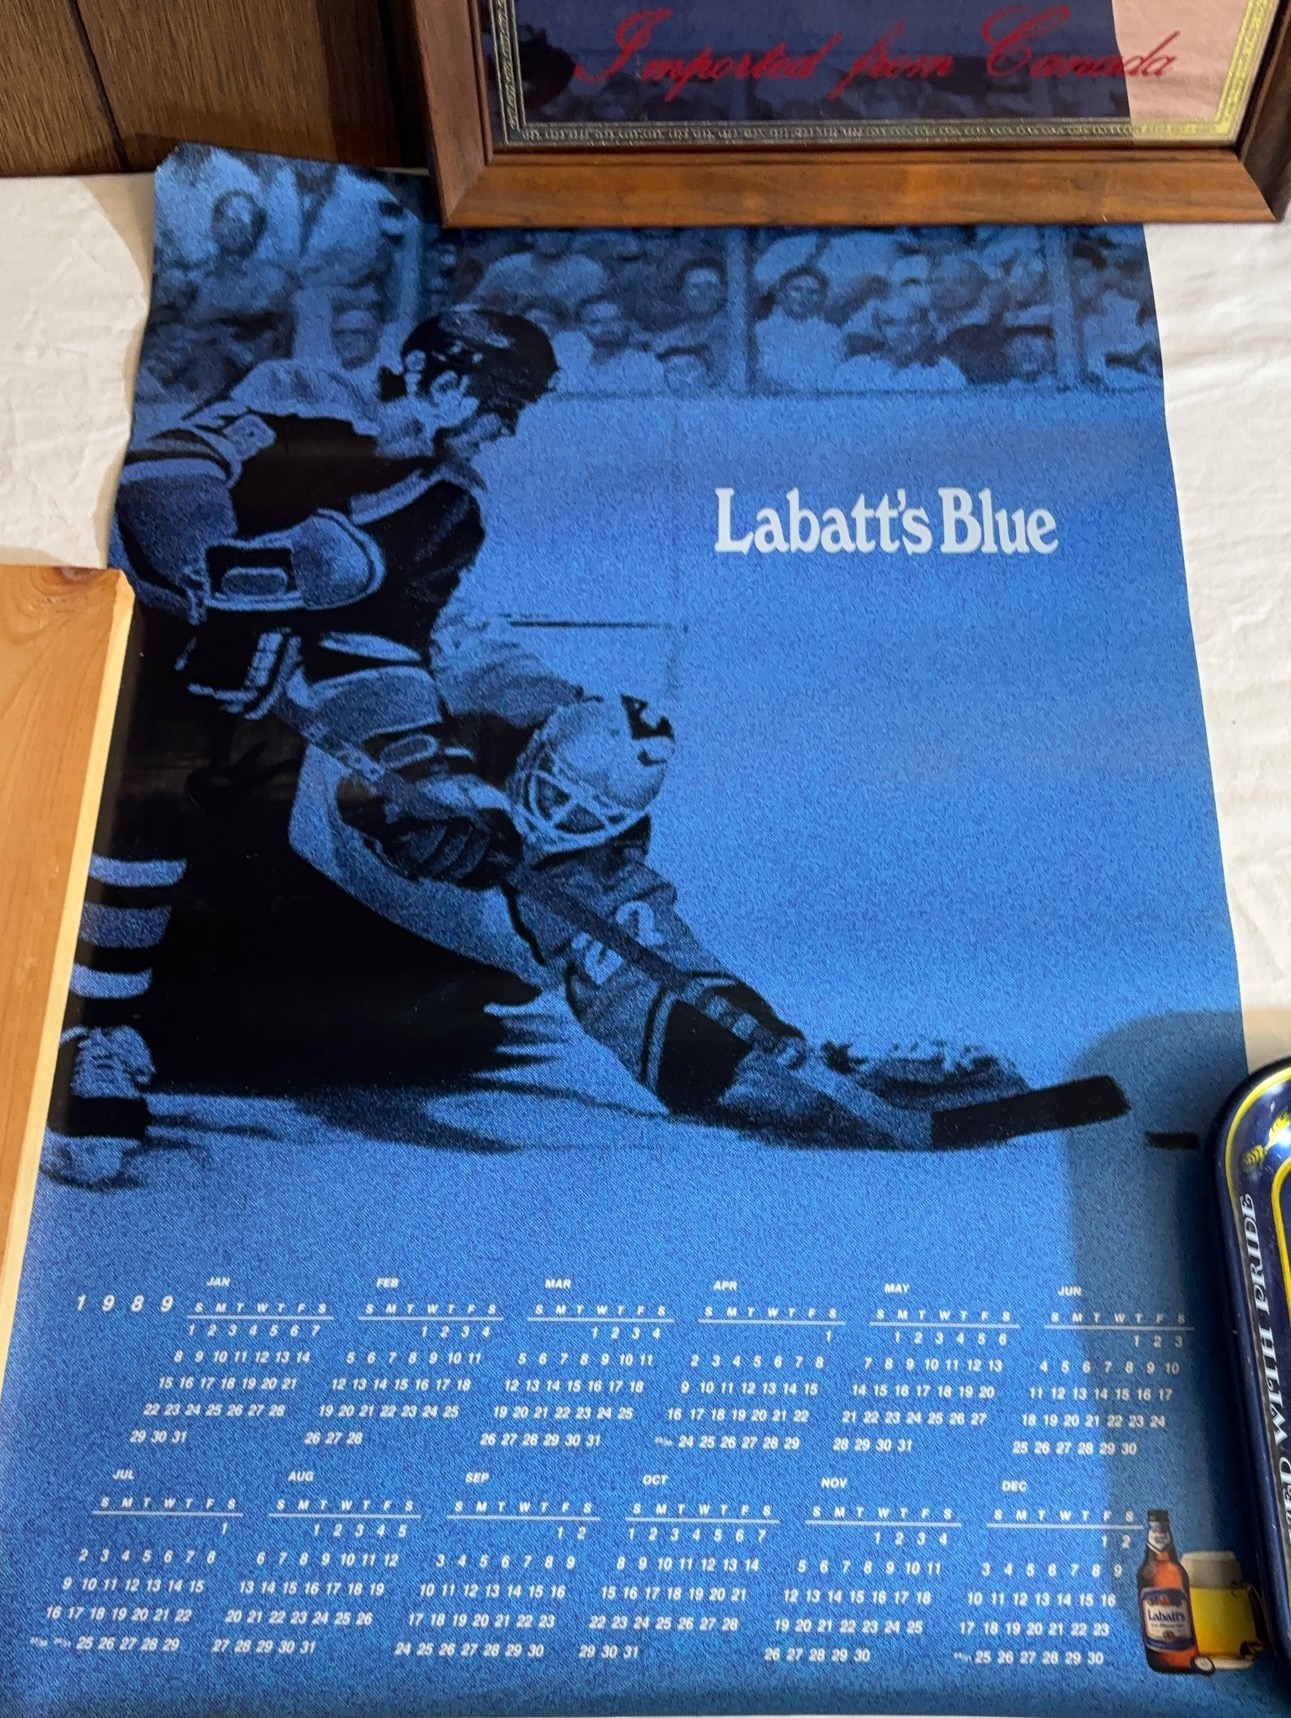 Imported from Canada
Labatt's Blue
1989
JAN FEB MAR APR MAY JUN
S M T W T F S S M T W T F S S M T W T F S S M T W T F S S M T W T F S S M T W T F S
1 2 3 4 5 6 7 1 2 3 4 1 2 3 4 1 1 2 3 4 5 6 1 2 3
8 9 10 11 12 13 14 5 6 7 8 9 10 11 5 6 7 8 9 10 11 2 3 4 5 6 7 8 7 8 9 10 11 12 13 4 5 6 7 8 9 10
15 16 17 18 19 20 21 12 13 14 15 16 17 18 12 13 14 15 16 17 18 9 10 11 12 13 14 15 14 15 16 17 18 19 20 11 12 13 14 15 16 17
22 23 24 25 26 27 28 19 20 21 22 23 24 25 19 20 21 22 23 24 25 16 17 18 19 20 21 22 21 22 23 24 25 26 27 18 19 20 21 22 23 24
29 30 31 26 27 28 26 27 28 29 30 31 24 25 26 27 28 29 28 29 30 31 25 26 27 28 29 30
JUL AUG SEP OCT NOV DEC
S M T W T F S S M T W T F S S M T W T F S S M T W T F S S M T W T F S S M T W T F S
1 1 2 3 4 5 1 2 1 2 3 4 5 6 7 1 2 3 4 1 2
2 3 4 5 6 7 8 6 7 8 9 10 11 12 3 4 5 6 7 8 9 8 9 10 11 12 13 14 5 6 7 8 9 10 11 3 4 5 6 7 8 9
9 10 11 12 13 14 15 13 14 15 16 17 18 19 10 11 12 13 14 15 16 15 16 17 18 19 20 21 12 13 14 15 16 17 18 10 11 12 13 14 15 16
16 17 18 19 20 21 22 20 21 22 23 24 25 26 17 18 19 20 21 22 23 22 23 24 25 26 27 28 19 20 21 22 23 24 25 17 18 19 20 21 22 23
25 26 27 28 29 27 28 29 30 31 24 25 26 27 28 29 30 29 30 31 26 27 28 29 30 25 26 27 28 29 30
Labatt's
WITH PRIDE